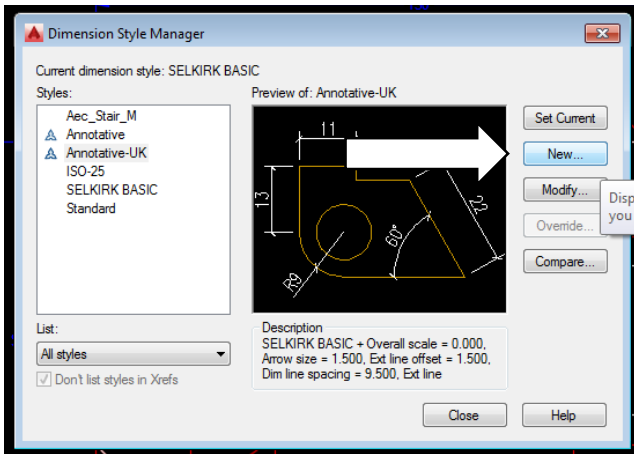 Dimension Style Manager
Current dimension style: SELKIRK BASIC
Styles:
Aec_Stair_M
Annotative
Annotative-UK
ISO-25
SELKIRK BASIC
Standard
Preview of: Annotative-UK
11
13
22
60°
R9
Set Current
New...
Modify...
Disp
you
Override...
Compare...
List:
All styles
Don't list styles in Xrefs
Description
SELKIRK BASIC + Overall scale = 0.000,
Arrow size = 1.500, Ext line offset = 1.500,
Dim line spacing = 9.500, Ext line
Close
Help